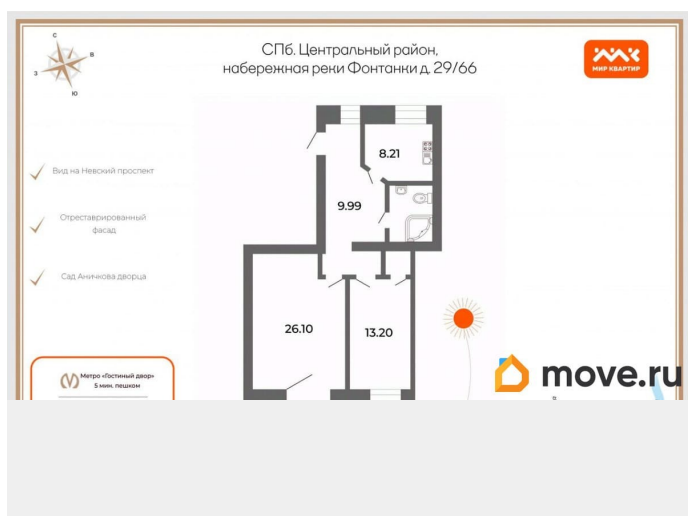 С
В
З
Ю
СПб. Центральный район,
набережная реки Фонтанки д. 29/66
МИР КВАРТИР
Вид на Невский проспект
Отреставрированный
фасад
Сад Аничкова дворца
8.21
9.99
26.10
13.20
Метро «Гостиный двор»
5 мин. пешком
move.ru